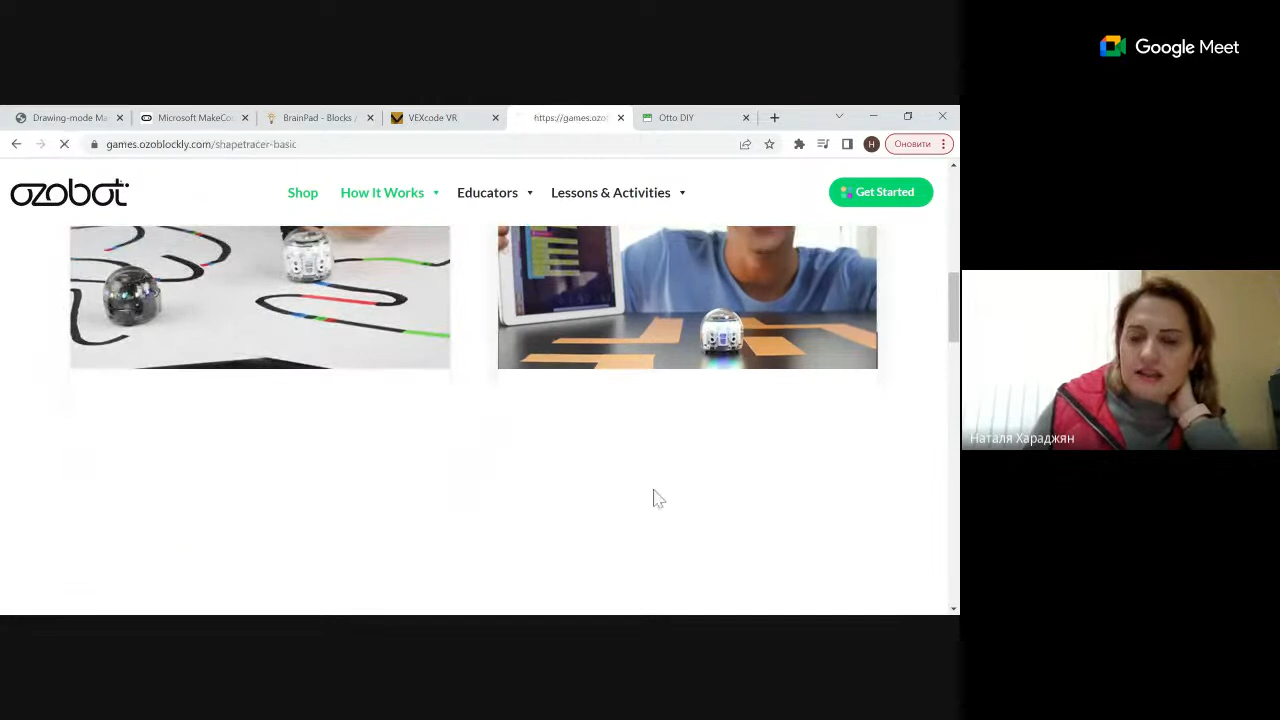 Google Meet
Drawing-mode Ma
Microsoft MakeCo
BrainPad - Blocks /
VEXcode VR
https://games.ozo
Otto DIY
games.ozoblockly.com/shapetracer-basic
Н
Оновити
ozobot
Shop
How It Works
Educators
Lessons & Activities
Get Started
Наталя Хараджян